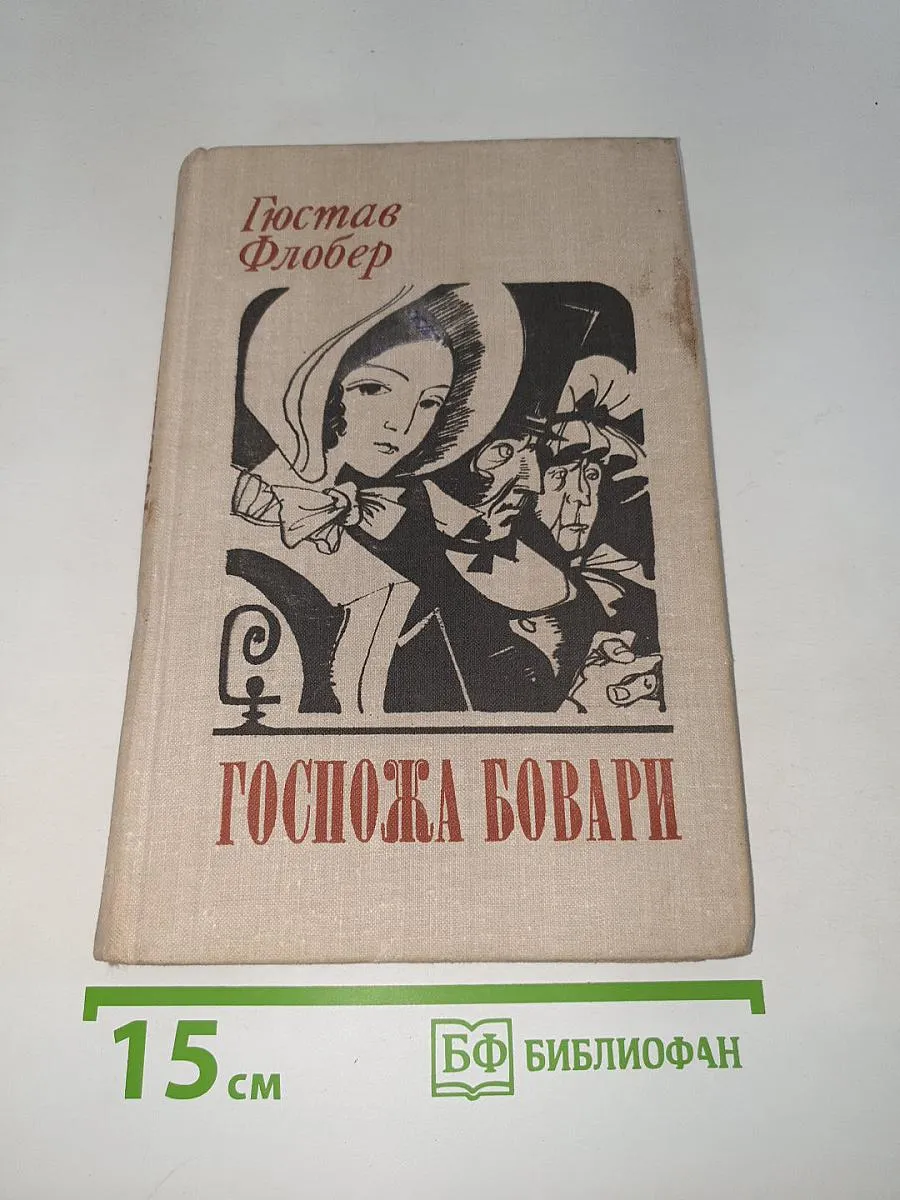 Гюстав
Флобер
ГОСПОЖА БОВАРИ
15 см
БФ БИБЛИОФАН